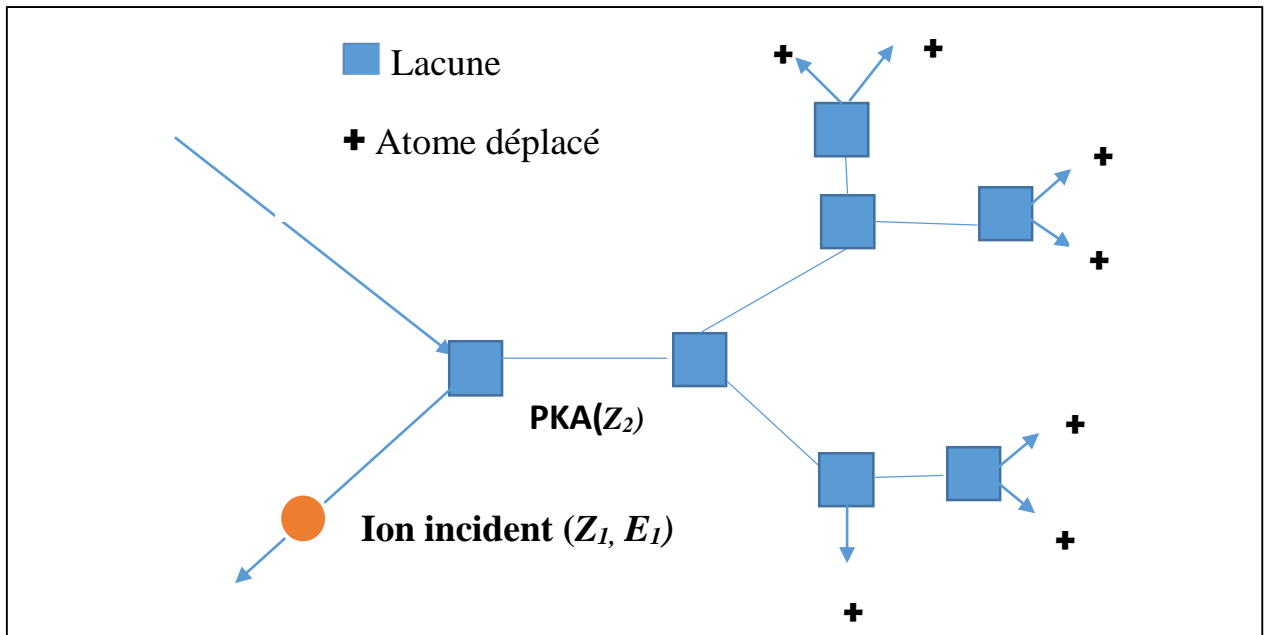 Lacune
Atome déplacé
PKA(Z₂)
Ion incident (Z₁, E₁)